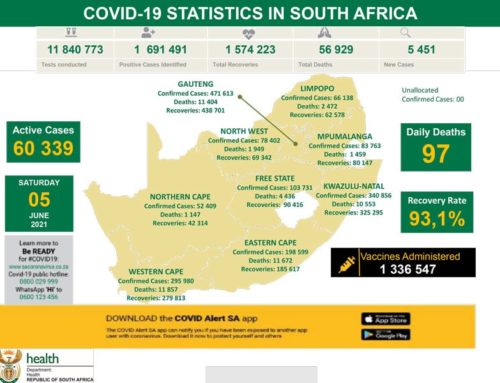 COVID-19 STATISTICS IN SOUTH AFRICA
11 840 773
Tests conducted
1 691 491
Positive Cases Identified
1 574 223
Total Recoveries
56 929
Total Deaths
5 451
New Cases
GAUTENG
Confirmed Cases: 471 613
Deaths: 11 404
Recoveries: 438 701
LIMPOPO
Confirmed Cases: 66 138
Deaths: 2 472
Recoveries: 62 578
Unallocated
Confirmed Cases: 00
Active Cases
60 339
NORTH WEST
Confirmed Cases: 78 402
Deaths: 1 949
Recoveries: 69 342
MPUMALANGA
Confirmed Cases: 83 763
Deaths: 1 459
Recoveries: 80 147
Daily Deaths
97
SATURDAY
05
JUNE
2021
NORTHERN CAPE
Confirmed Cases: 52 409
Deaths: 1 147
Recoveries: 42 314
FREE STATE
Confirmed Cases: 103 731
Deaths: 4 436
Recoveries: 90 416
KWAZULU-NATAL
Confirmed Cases: 340 856
Deaths: 10 553
Recoveries: 325 295
Recovery Rate
93,1%
Learn more to
Be READY
for #COVID19:
www.sacoronavirus.co.za
Covid-19 public hotline:
0800 029 999
WhatsApp 'Hi' to
0600 123 456
EASTERN CAPE
Confirmed Cases: 198 599
Deaths: 11 672
Recoveries: 185 617
Vaccines Administered
1 336 547
WESTERN CAPE
Confirmed Cases: 295 980
Deaths: 11 857
Recoveries: 279 813
DOWNLOAD the COVID Alert SA app
The COVID Alert SA app can notify you if you have been exposed to another app
user with coronavirus. Download it now to protect yourself and others
App Store
Google Play
health
Department:
Health
REPUBLIC OF SOUTH AFRICA